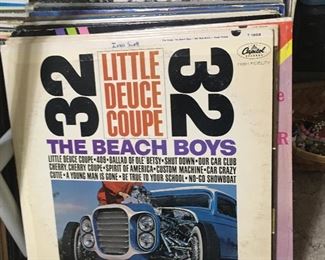 Capitol
HIGH FIDELITY
32
LITTLE
DEUCE
COUPE
32
THE BEACH BOYS
LITTLE DEUCE COUPE • 409 • BALLAD OF OLE' BETSY • SHUT DOWN • OUR CAR CLUB
CHERRY, CHERRY COUPE • SPIRIT OF AMERICA • CUSTOM MACHINE • CAR CRAZY
CUTIE • A YOUNG MAN IS GONE • BE TRUE TO YOUR SCHOOL • NO-GO SHOWBOAT